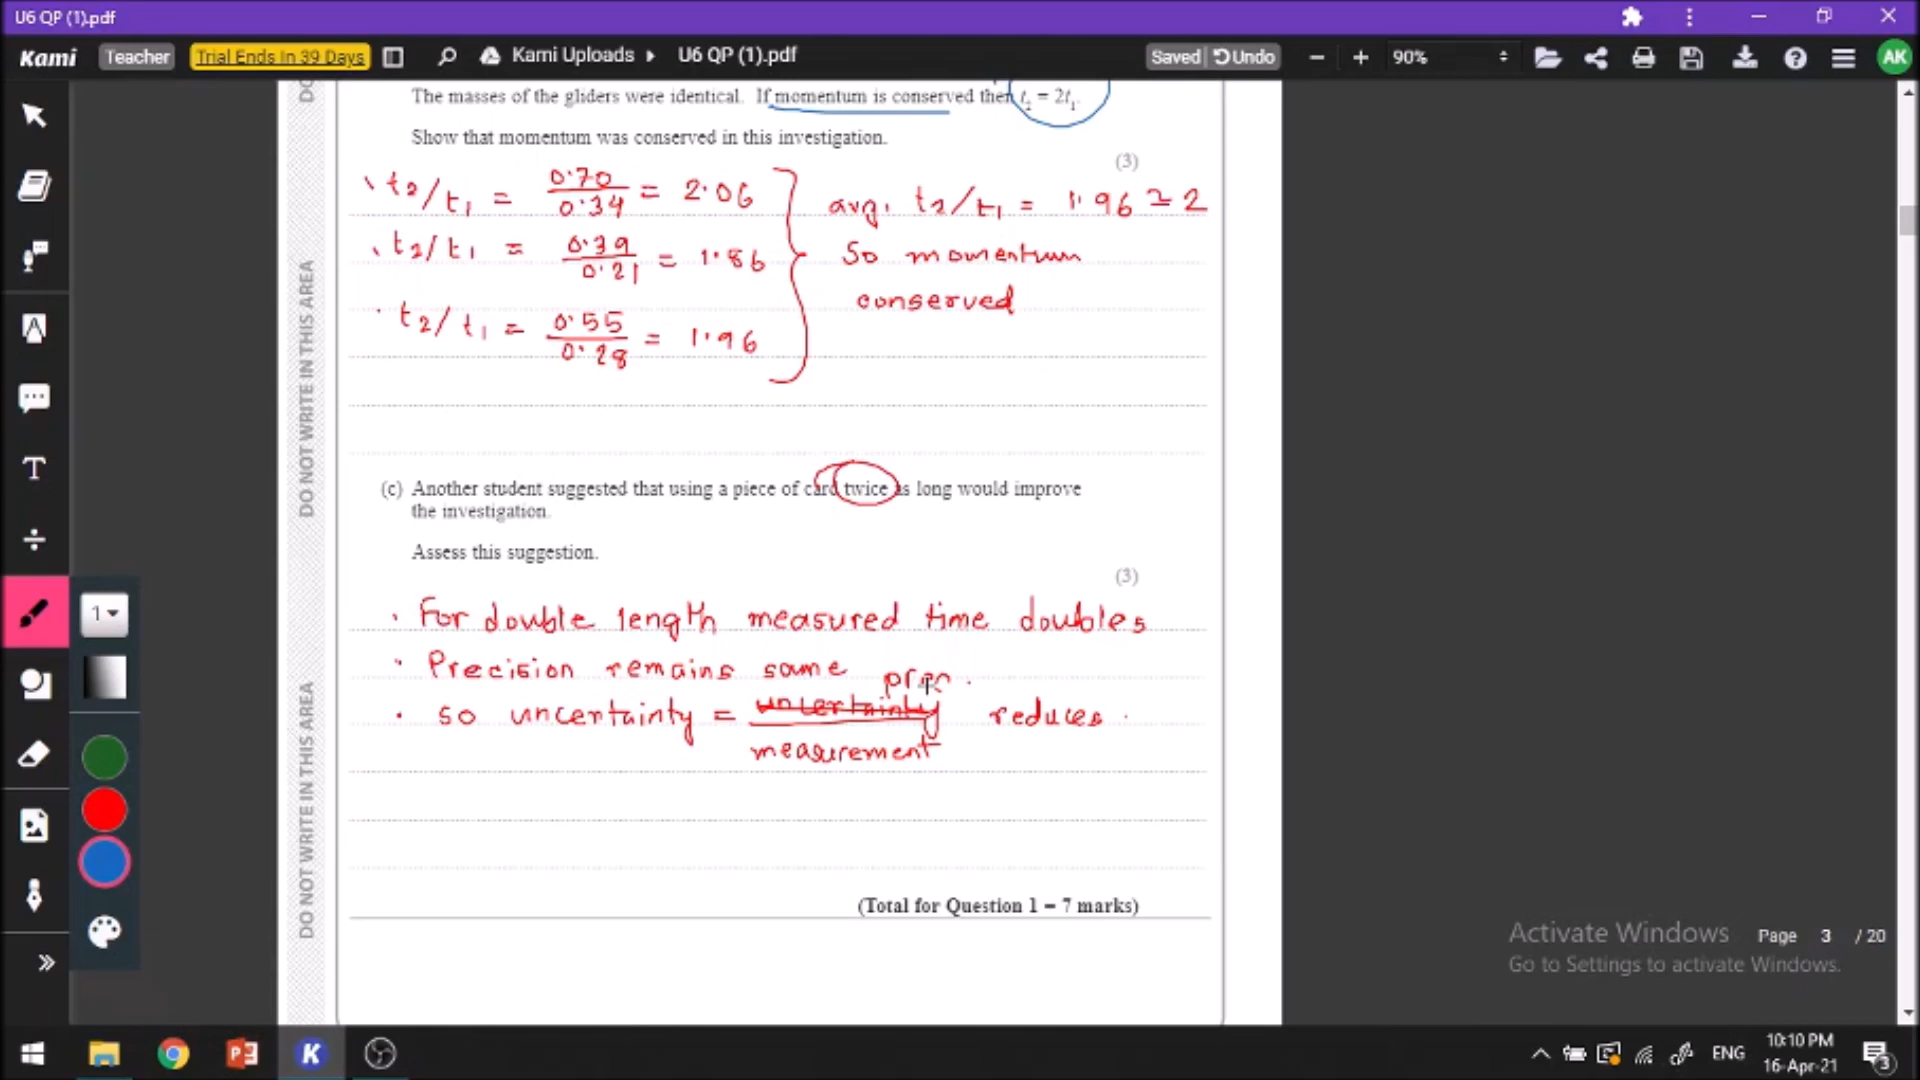 U6 QP (1).pdf
Kami Teacher Trial Ends In 39 Days Kami Uploads U6 QP (1).pdf Saved Undo 90% AK
The masses of the gliders were identical. If momentum is conserved then t2 = 2t1.
Show that momentum was conserved in this investigation.
(3)
t2/t1 = 0.70/0.34 = 2.06
t2/t1 = 0.39/0.21 = 1.86
t2/t1 = 0.55/0.28 = 1.96
avg. t2/t1 = 1.96 ≃ 2
So momentum
conserved
(c) Another student suggested that using a piece of card twice as long would improve
the investigation.
Assess this suggestion.
(3)
· For double length measured time doubles
· Precision remains same
· so uncertainty = uncertainty/measurement reduces.
(Total for Question 1 = 7 marks)
DO NOT WRITE IN THIS AREA
DO NOT WRITE IN THIS AREA
T
1
Activate Windows
Go to Settings to activate Windows.
Page 3 / 20
ENG
10:10 PM
16-Apr-21
3